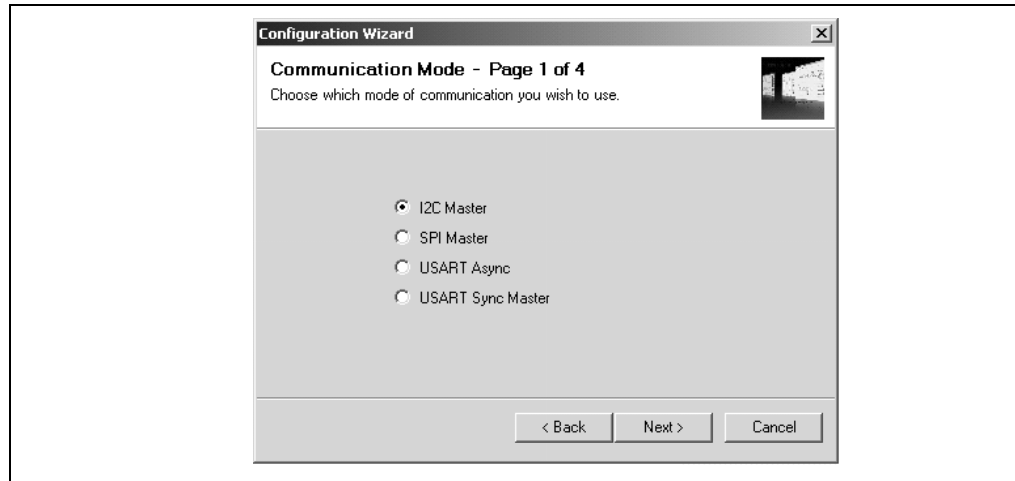 Configuration Wizard
Communication Mode - Page 1 of 4
Choose which mode of communication you wish to use.
I2C Master
SPI Master
USART Async
USART Sync Master
< Back Next > Cancel